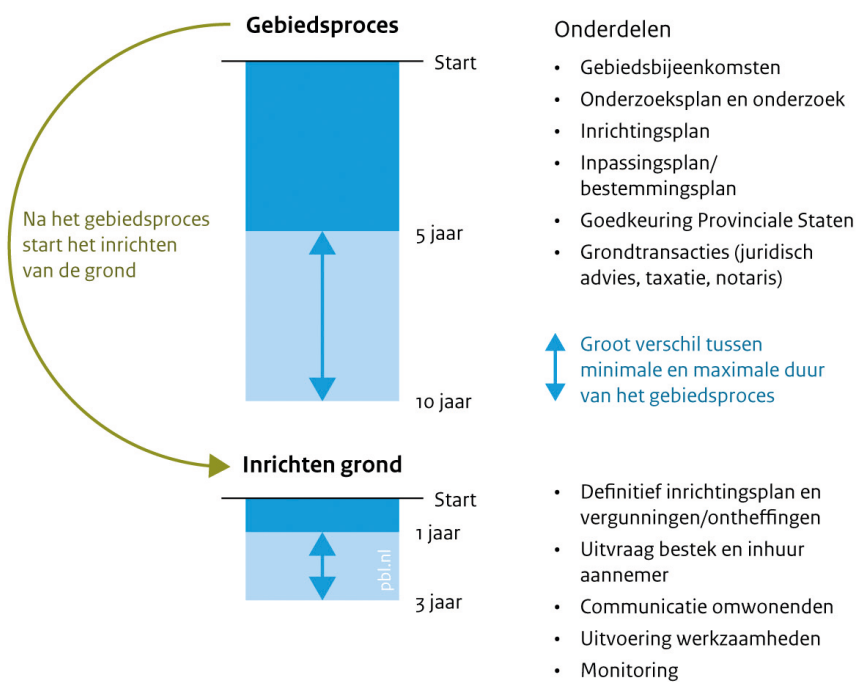 Gebiedsproces
Start
5 jaar
10 jaar
Na het gebiedsproces
start het inrichten
van de grond
Onderdelen
• Gebiedsbijeenkomsten
• Onderzoeksplan en onderzoek
• Inrichtingsplan
• Inpassingsplan/
bestemmingsplan
• Goedkeuring Provinciale Staten
• Grondtransacties (juridisch
advies, taxatie, notaris)
Groot verschil tussen
minimale en maximale duur
van het gebiedsproces
Inrichten grond
Start
1 jaar
3 jaar
pbl.nl
• Definitief inrichtingsplan en
vergunningen/ontheffingen
• Uitvraag bestek en inhuur
aannemer
• Communicatie omwonenden
• Uitvoering werkzaamheden
• Monitoring